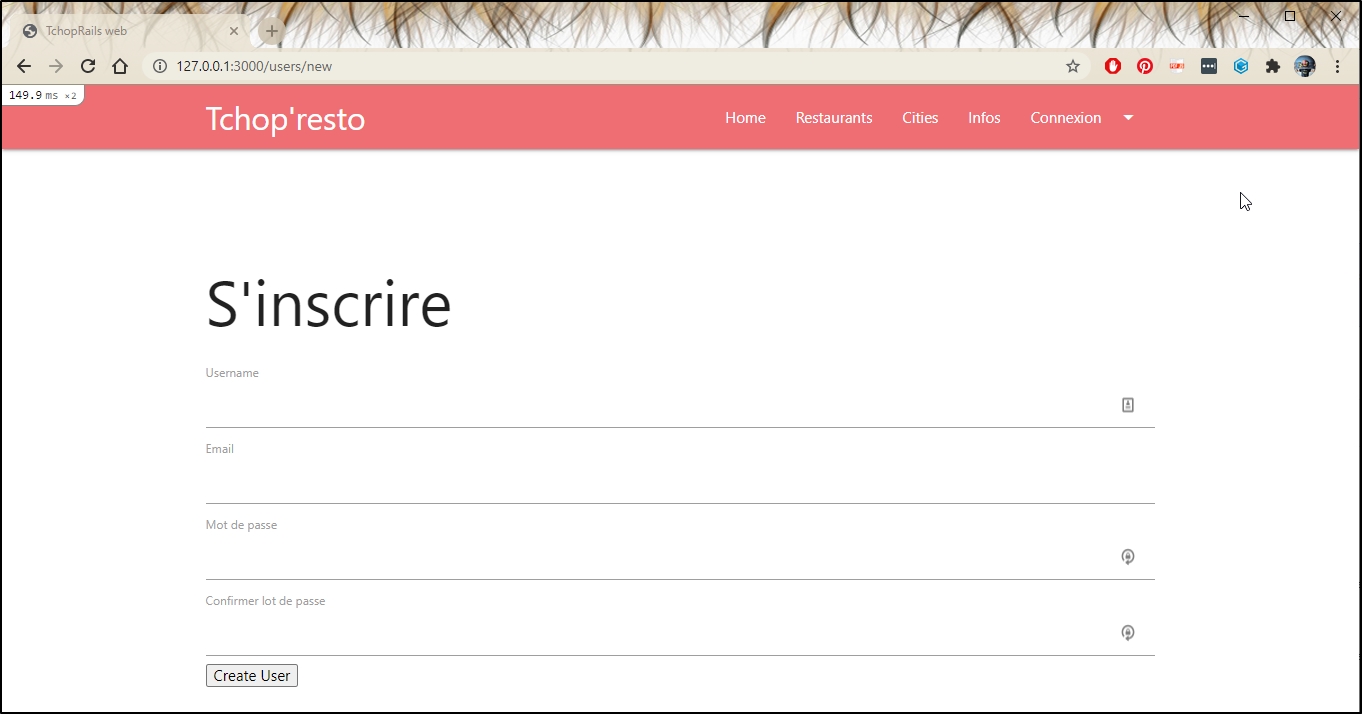 TchopRails web
127.0.0.1:3000/users/new
149.9 ms ×2
Tchop'resto
Home Restaurants Cities Infos Connexion
S'inscrire
Username
Email
Mot de passe
Confirmer lot de passe
Create User